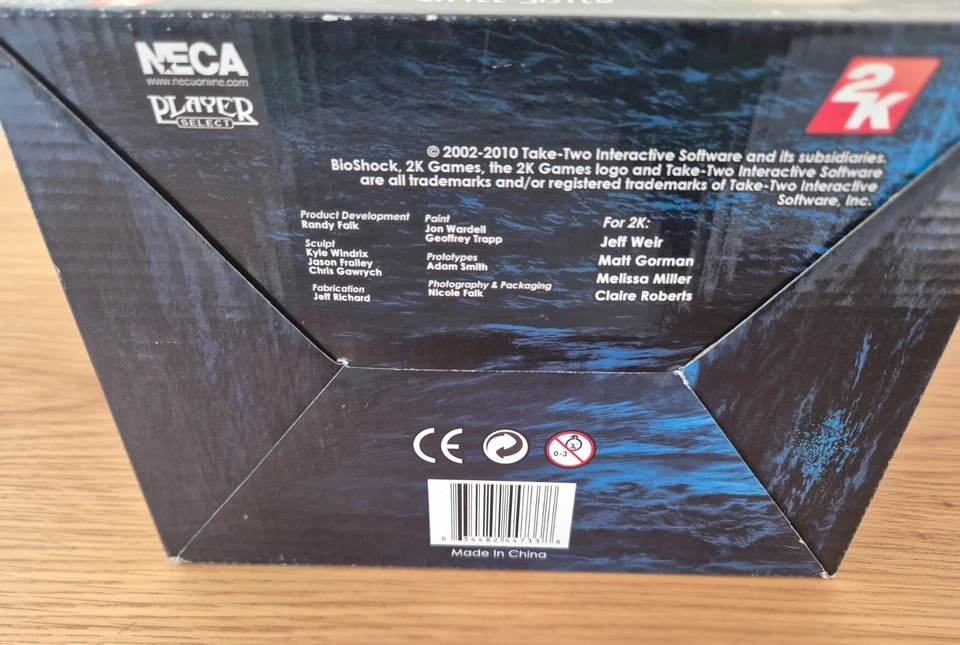 NECA
www.necaonline.com
PLAYER
SELECT
2K
© 2002-2010 Take-Two Interactive Software and its subsidiaries.
BioShock, 2K Games, the 2K Games logo and Take-Two Interactive Software
are all trademarks and/or registered trademarks of Take-Two Interactive
Software, Inc.
Product Development
Randy Falk
Sculpt
Kyle Windrix
Jason Frailey
Chris Gawrych
Fabrication
Jeff Richard
Paint
Jon Wardell
Geoffrey Trapp
Prototypes
Adam Smith
Photography & Packaging
Nicole Falk
For 2K:
Jeff Weir
Matt Gorman
Melissa Miller
Claire Roberts
CE
0-3
6 34482 44733 8
Made In China